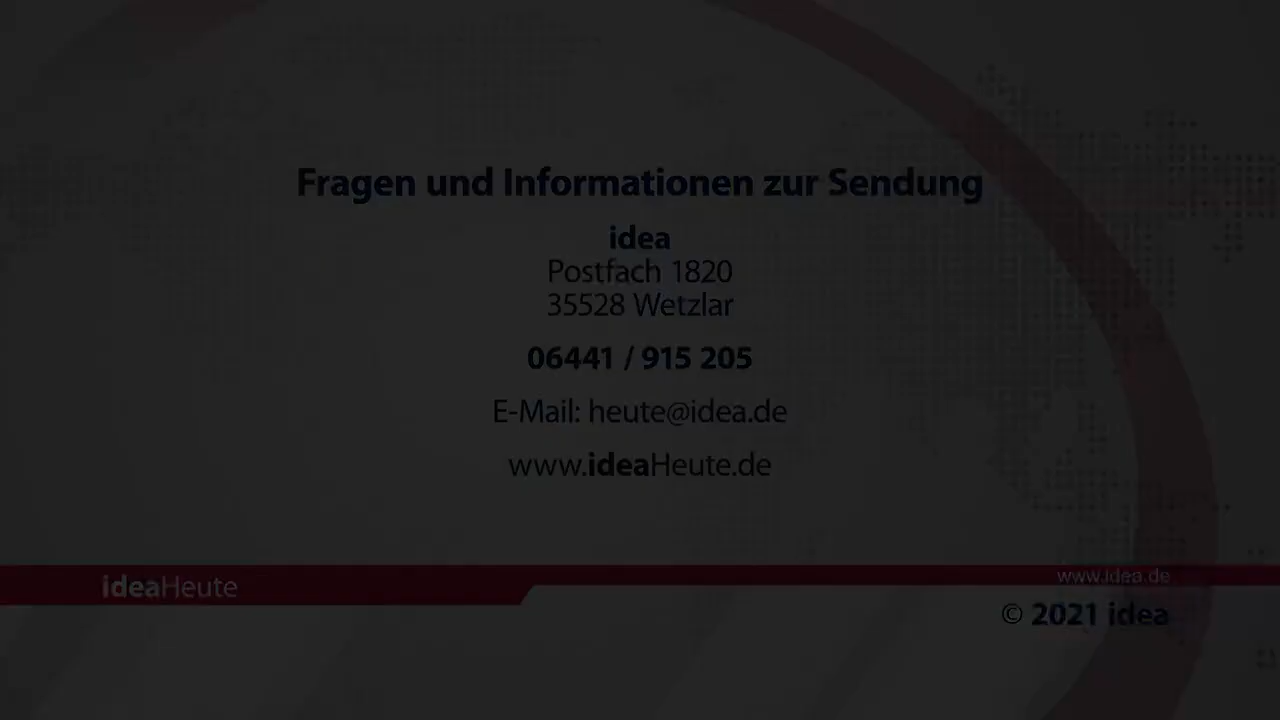 Fragen und Informationen zur Sendung
idea
Postfach 1820
35528 Wetzlar
06441 / 915 205
E-Mail: heute@idea.de
www.ideaHeute.de
ideaHeute
www.idea.de
© 2021 idea